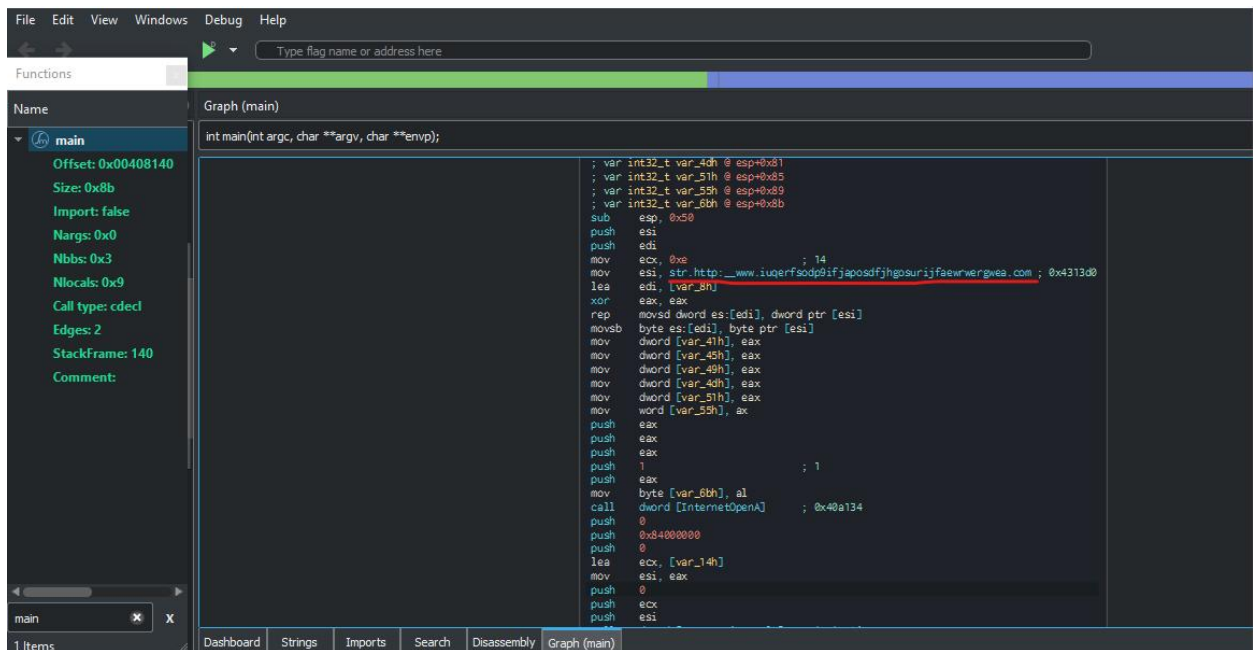 File Edit View Windows Debug Help
Type flag name or address here
Functions
Name
main
Offset: 0x00408140
Size: 0x8b
Import: false
Nargs: 0x0
Nbbs: 0x3
Nlocals: 0x9
Call type: cdecl
Edges: 2
StackFrame: 140
Comment:
main
X
1 Items
Graph (main)
int main(int argc, char **argv, char **envp);
; var int32_t var_4dh @ esp+0x81
; var int32_t var_51h @ esp+0x85
; var int32_t var_55h @ esp+0x89
; var int32_t var_6bh @ esp+0x8b
sub esp, 0x50
push esi
push edi
mov ecx, 0xe ; 14
mov esi, str.http:__www.iuqerfsodp9ifjaposdfjhgosurijfaewrwergwea.com ; 0x4313d0
lea edi, [var_8h]
xor eax, eax
rep movsd dword es:[edi], dword ptr [esi]
movsb byte es:[edi], byte ptr [esi]
mov dword [var_41h], eax
mov dword [var_45h], eax
mov dword [var_49h], eax
mov dword [var_4dh], eax
mov dword [var_51h], eax
mov word [var_55h], ax
push eax
push eax
push eax
push 1 ; 1
push eax
mov byte [var_6bh], al
call dword [InternetOpenA] ; 0x40a134
push 0
push 0x84000000
push 0
lea ecx, [var_14h]
mov esi, eax
push 0
push ecx
push esi
Dashboard Strings Imports Search Disassembly Graph (main)